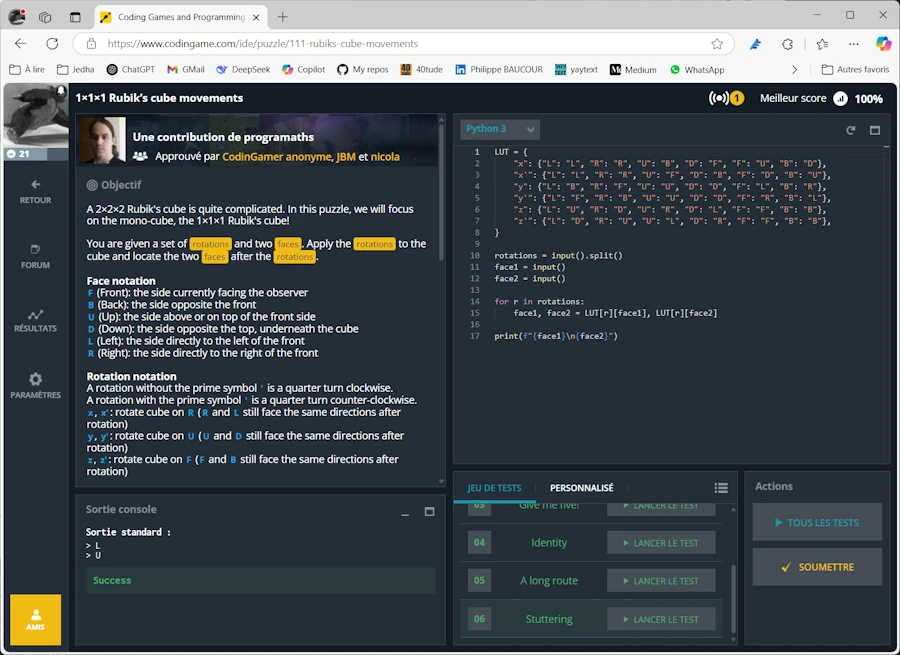 Coding Games and Programming
https://www.codingame.com/ide/puzzle/111-rubiks-cube-movements
À lire
Jedha
ChatGPT
GMail
DeepSeek
Copilot
My repos
40tude
Philippe BAUCOUR
yaytext
Medium
WhatsApp
Autres favoris
1×1×1 Rubik’s cube movements
1
Meilleur score
100%
21
RETOUR
FORUM
RÉSULTATS
PARAMÈTRES
AMIS
Une contribution de programaths
Approuvé par CodinGamer anonyme, JBM et nicola
Objectif
A 2×2×2 Rubik's cube is quite complicated. In this puzzle, we will focus
on the mono-cube, the 1×1×1 Rubik's cube!
You are given a set of rotations and two faces. Apply the rotations to the
cube and locate the two faces after the rotations.
Face notation
F (Front): the side currently facing the observer
B (Back): the side opposite the front
U (Up): the side above or on top of the front side
D (Down): the side opposite the top, underneath the cube
L (Left): the side directly to the left of the front
R (Right): the side directly to the right of the front
Rotation notation
A rotation without the prime symbol ' is a quarter turn clockwise.
A rotation with the prime symbol ' is a quarter turn counter-clockwise.
x, x': rotate cube on R (R and L still face the same directions after
rotation)
y, y': rotate cube on U (U and D still face the same directions after
rotation)
z, z': rotate cube on F (F and B still face the same directions after
rotation)
Sortie console
Sortie standard :
> L
> U
Success
Python 3
1 LUT = {
2 "x": {"L": "L", "R": "R", "U": "B", "D": "F", "F": "U", "B": "D"},
3 "x'": {"L": "L", "R": "R", "U": "F", "D": "B", "F": "D", "B": "U"},
4 "y": {"L": "B", "R": "F", "U": "U", "D": "D", "F": "L", "B": "R"},
5 "y'": {"L": "F", "R": "B", "U": "U", "D": "D", "F": "R", "B": "L"},
6 "z": {"L": "U", "R": "D", "U": "R", "D": "L", "F": "F", "B": "B"},
7 "z'": {"L": "D", "R": "U", "U": "L", "D": "R", "F": "F", "B": "B"},
8 }
9
10 rotations = input().split()
11 face1 = input()
12 face2 = input()
13
14 for r in rotations:
15 face1, face2 = LUT[r][face1], LUT[r][face2]
16
17 print(f"{face1}\n{face2}")
JEU DE TESTS
PERSONNALISÉ
03 Give me five! LANCER LE TEST
04 Identity LANCER LE TEST
05 A long route LANCER LE TEST
06 Stuttering LANCER LE TEST
Actions
TOUS LES TESTS
SOUMETTRE